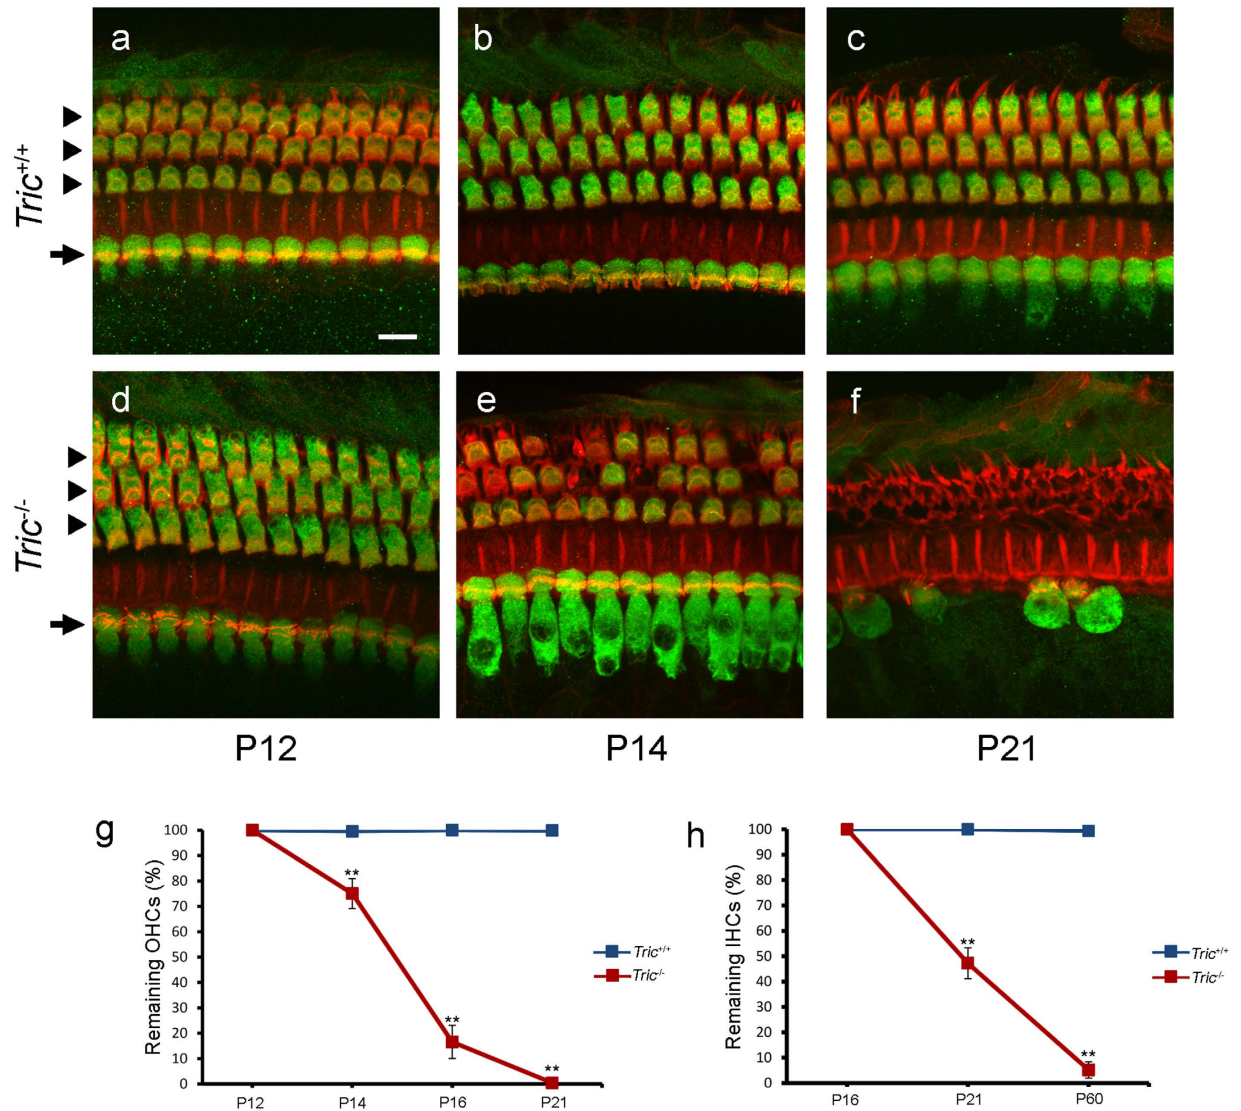 a
b
c
Tric+/+
d
e
f
Tric-/-
P12
P14
P21
g
Remaining OHCs (%)
100
90
80
70
60
50
40
30
20
10
0
**
**
**
P12
P14
P16
P21
Tric+/+
Tric-/-
h
Remaining IHCs (%)
100
90
80
70
60
50
40
30
20
10
0
**
**
P16
P21
P60
Tric+/+
Tric-/-